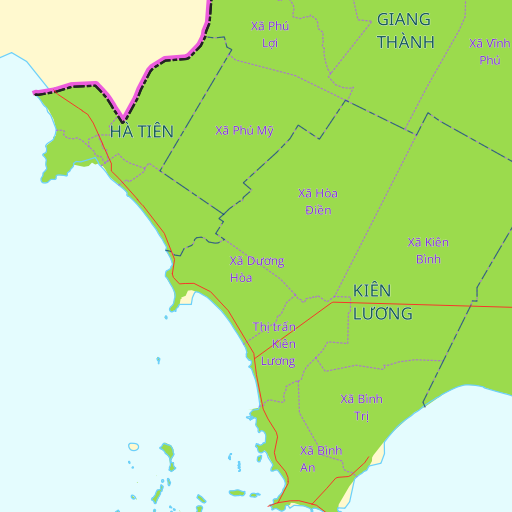 Xã Phú
Lợi
GIANG
THÀNH
Xã Vĩnh
Phú
HÀ TIÊN
Xã Phú Mỹ
Xã Hòa
Điền
Xã Kiên
Bình
Xã Dương
Hòa
KIÊN
LƯƠNG
Thị trấn
Kiên
Lương
Xã Bình
Trị
Xã Bình
An